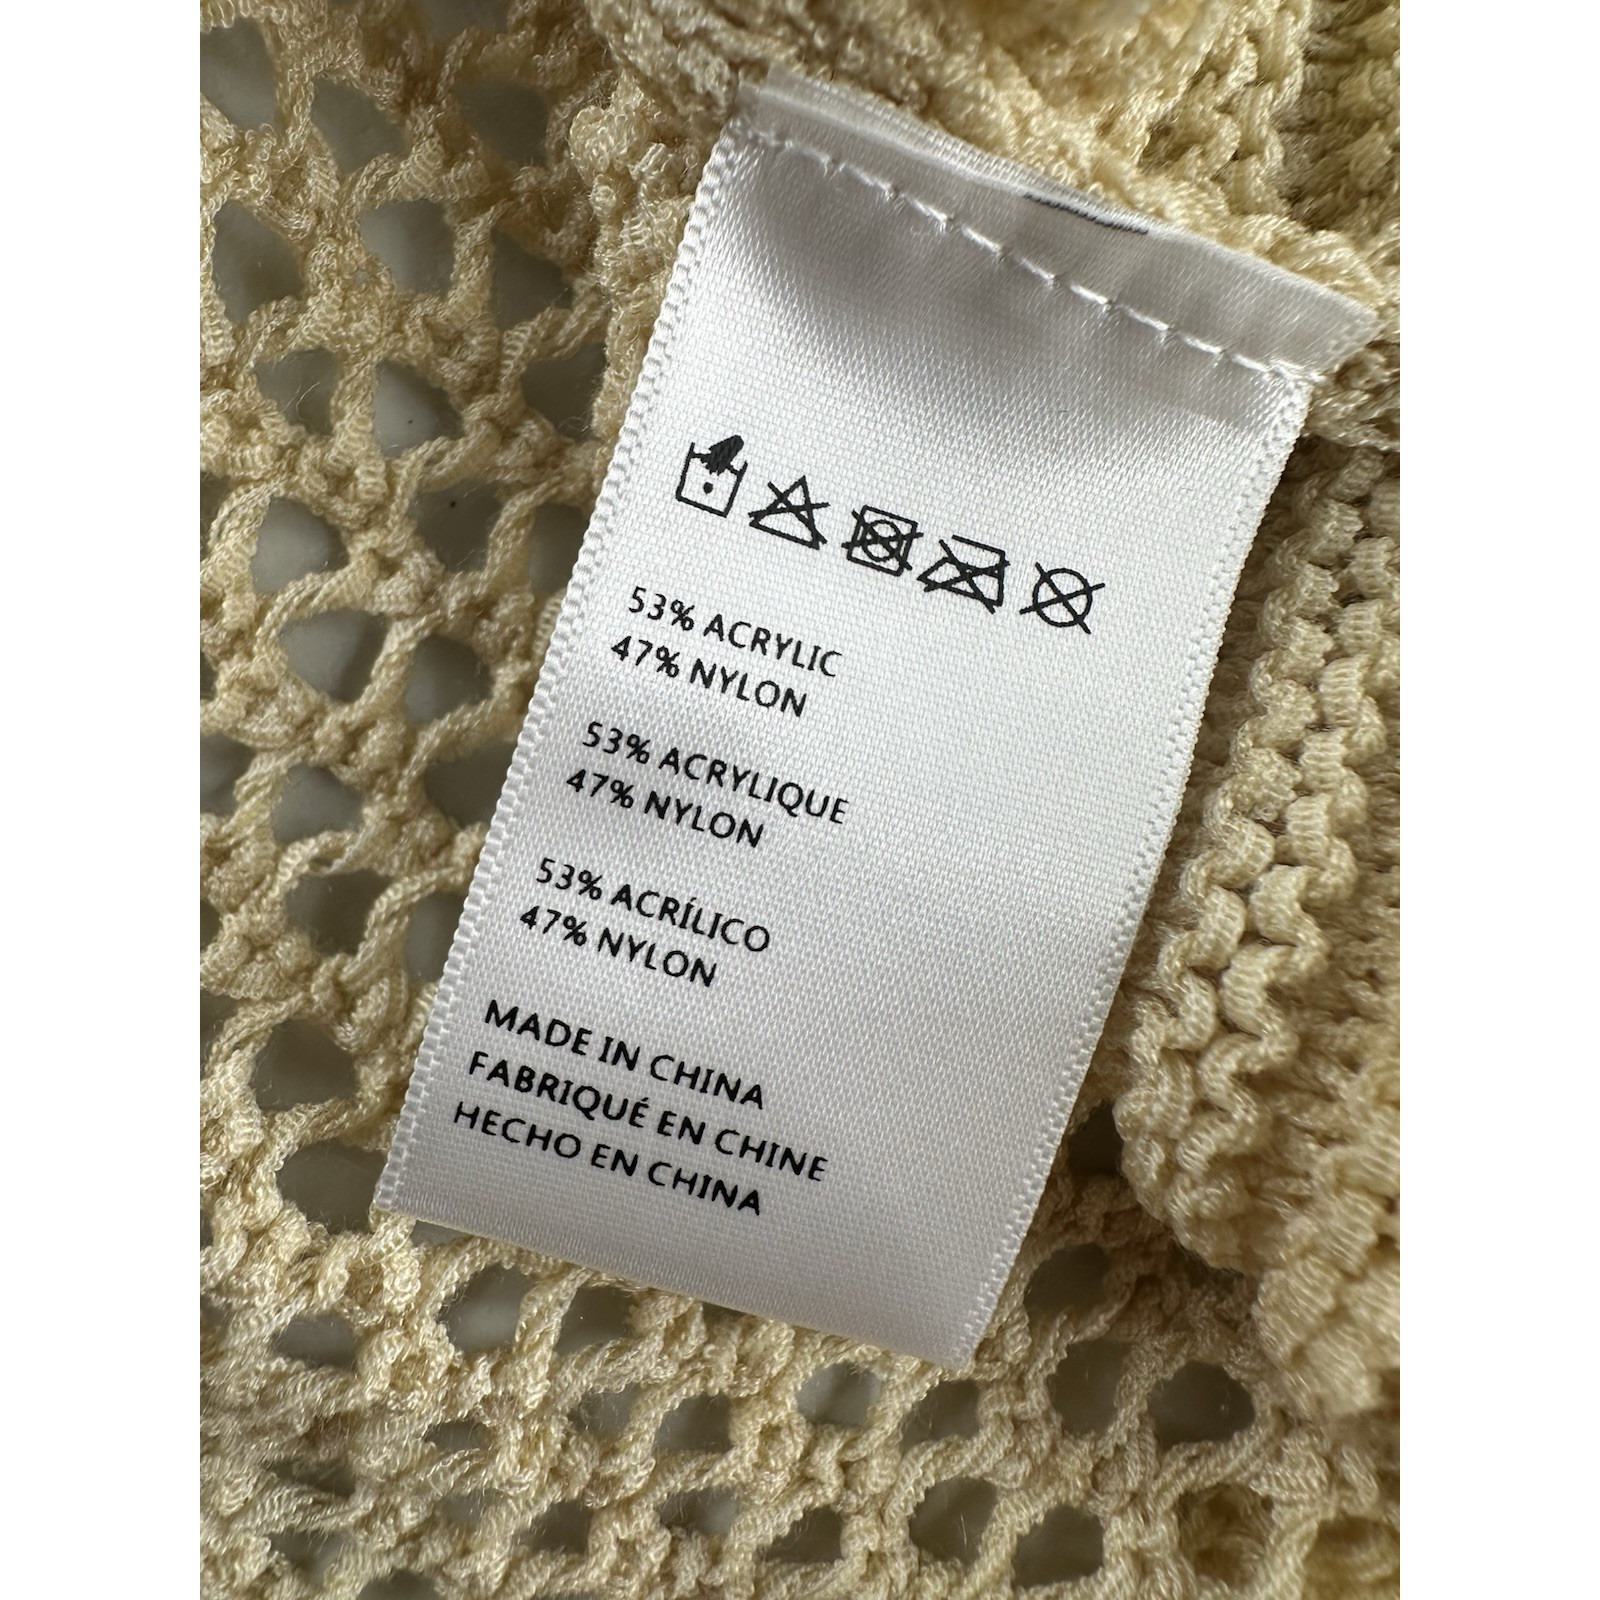 53% ACRYLIC
47% NYLON
53% ACRYLIQUE
47% NYLON
53% ACRÍLICO
47% NYLON
MADE IN CHINA
FABRIQUÉ EN CHINE
HECHO EN CHINA